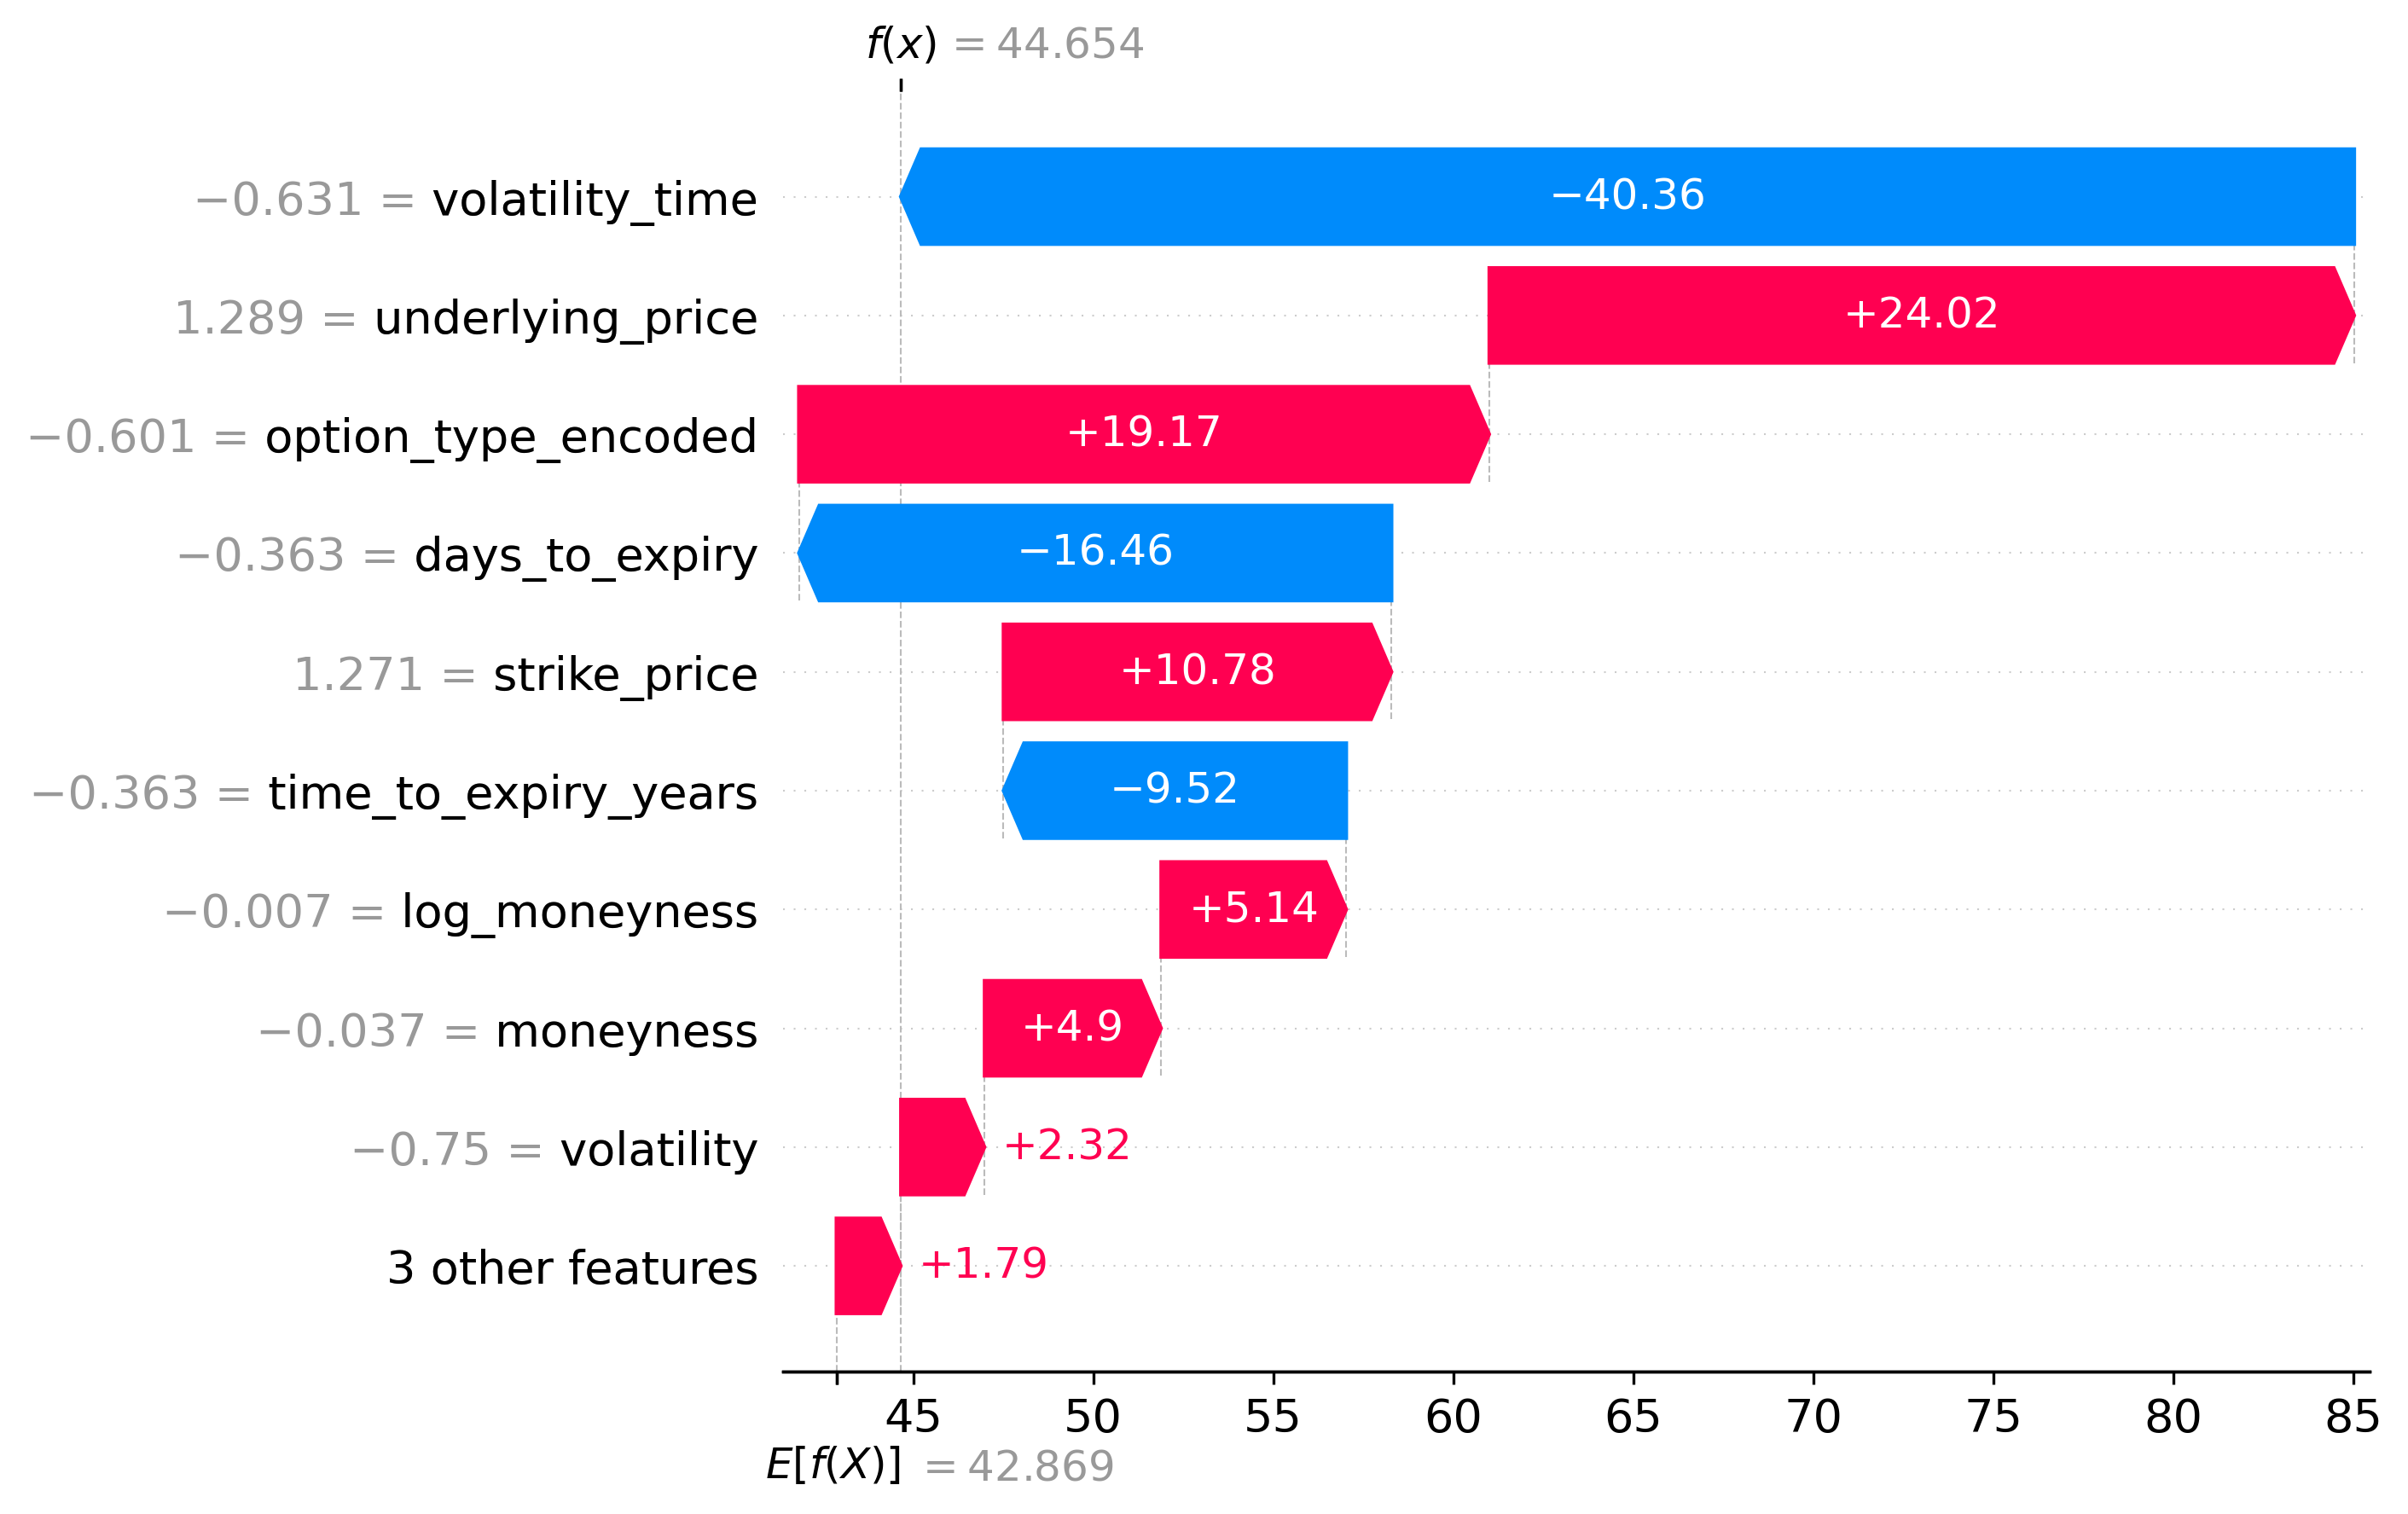 f(x) = 44.654
−0.631 = volatility_time
−40.36
1.289 = underlying_price
+24.02
−0.601 = option_type_encoded
+19.17
−0.363 = days_to_expiry
−16.46
1.271 = strike_price
+10.78
−0.363 = time_to_expiry_years
−9.52
−0.007 = log_moneyness
+5.14
−0.037 = moneyness
+4.9
−0.75 = volatility
+2.32
3 other features
+1.79
45 50 55 60 65 70 75 80 85
E[f(X)] = 42.869